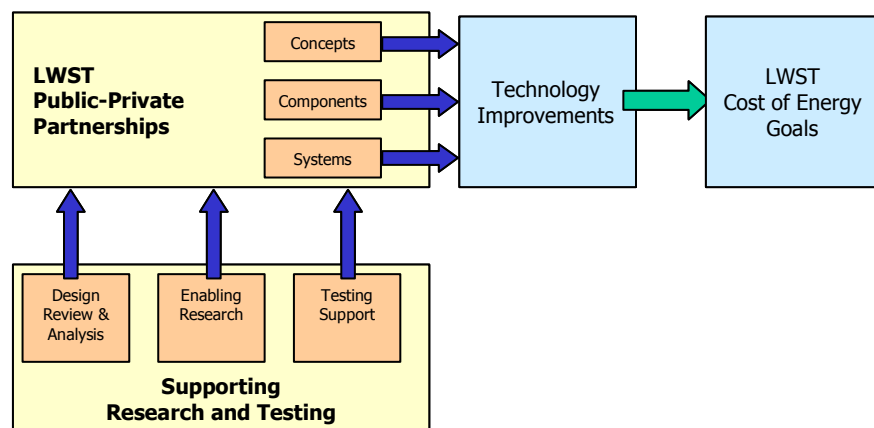 LWST
Public-Private
Partnerships
Concepts
Components
Systems
Technology
Improvements
LWST
Cost of Energy
Goals
Design
Review &
Analysis
Enabling
Research
Testing
Support
Supporting
Research and Testing